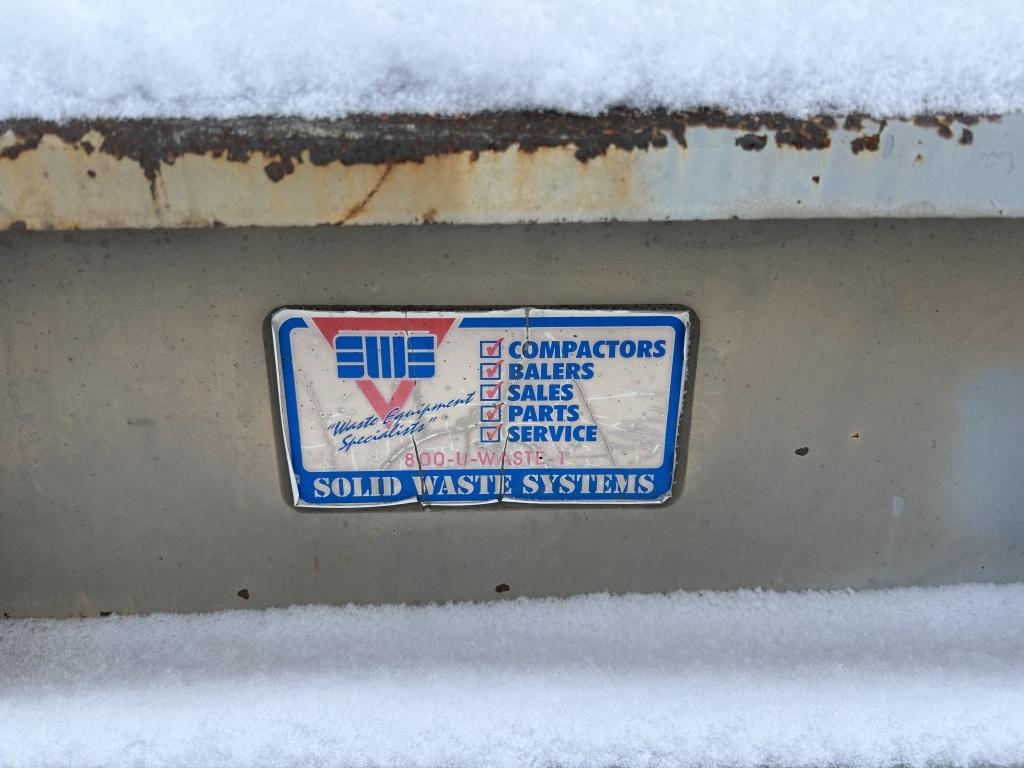 SWS
"Waste Equipment
Specialists"
COMPACTORS
BALERS
SALES
PARTS
SERVICE
800-U-WASTE-1
SOLID WASTE SYSTEMS